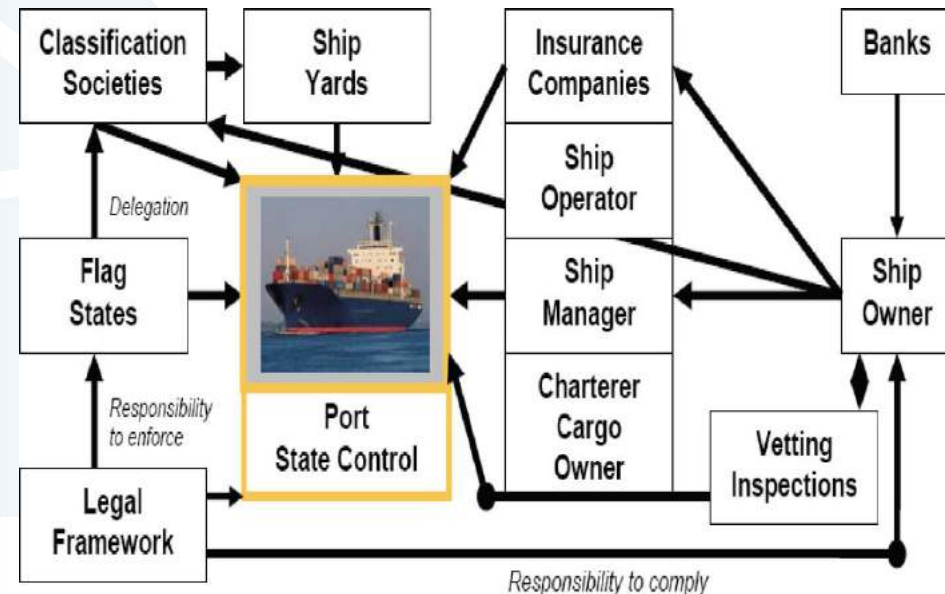 Classification
Societies
Ship
Yards
Insurance
Companies
Banks
Ship
Operator
Delegation
Flag
States
Ship
Manager
Ship
Owner
Responsibility
to enforce
Port
State Control
Charterer
Cargo
Owner
Vetting
Inspections
Legal
Framework
Responsibility to comply